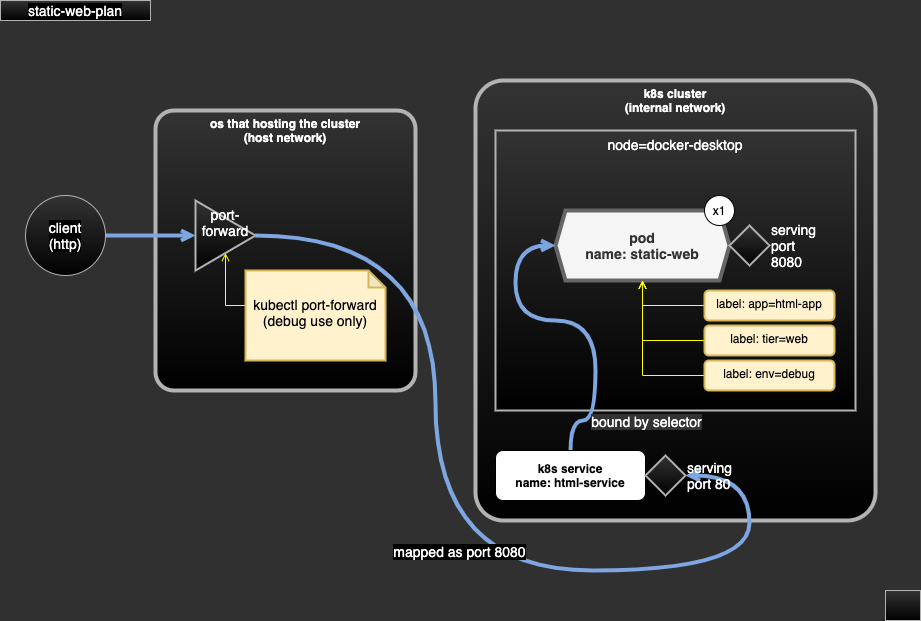 static-web-plan
k8s cluster
(internal network)
os that hosting the cluster
(host network)
node=docker-desktop
client
(http)
port-
forward
x1
pod
name: static-web
serving
port
8080
kubectl port-forward
(debug use only)
label: app=html-app
label: tier=web
label: env=debug
bound by selector
k8s service
name: html-service
serving
port 80
mapped as port 8080